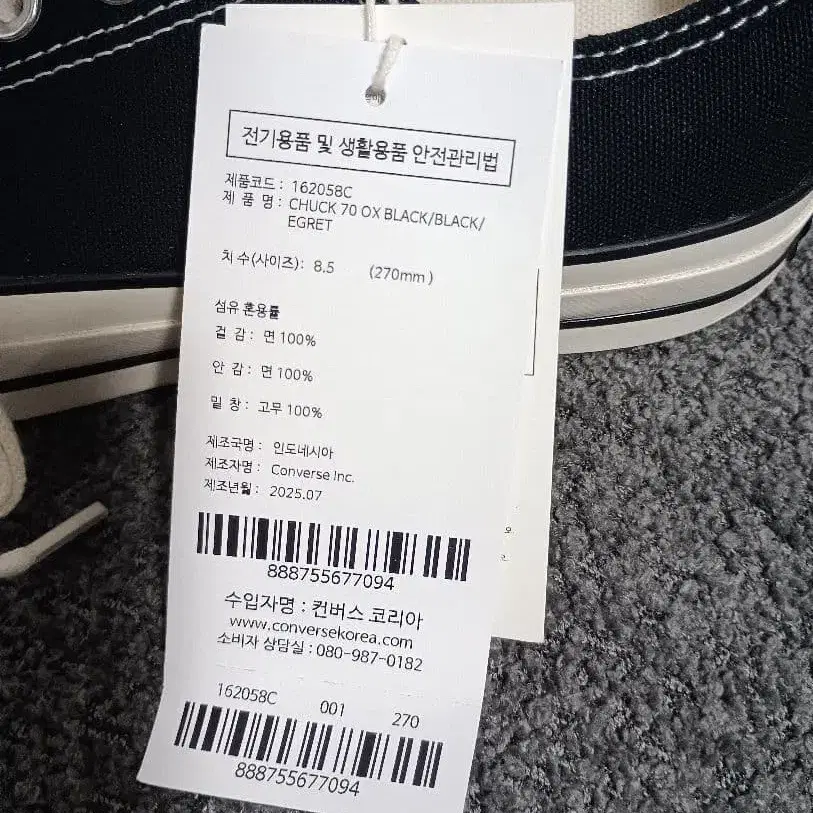 전기용품 및 생활용품 안전관리법
제품코드 : 162058C
제 품 명 : CHUCK 70 OX BLACK/BLACK/
EGRET
치수(사이즈) : 8.5 (270mm)
섬유 혼용률
겉 감 : 면 100%
안 감 : 면 100%
밑 창 : 고무 100%
제조국명 : 인도네시아
제조자명 : Converse Inc.
제조년월 : 2025.07
888755677094
수입자명 : 컨버스 코리아
www.conversekorea.com
소비자 상담실 : 080-987-0182
162058C 001 270
888755677094